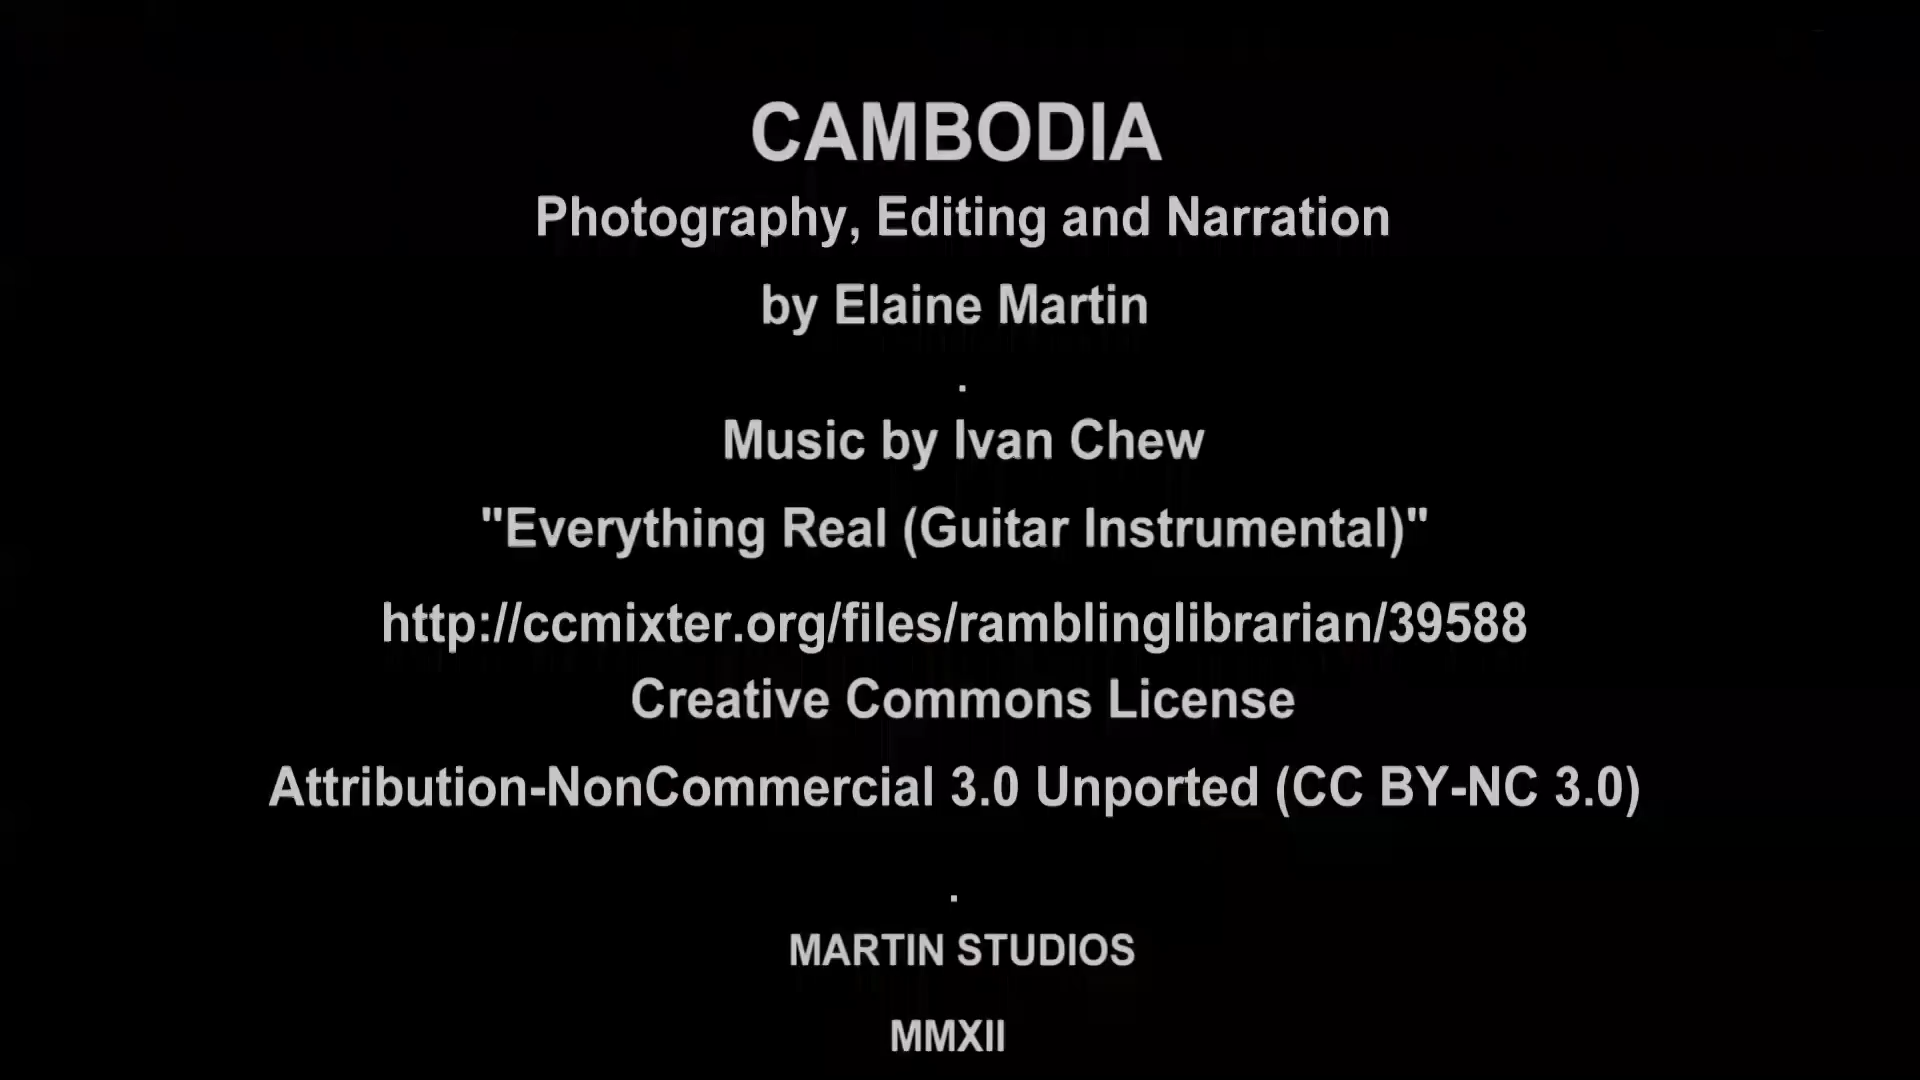 CAMBODIA
Photography, Editing and Narration
by Elaine Martin
.
Music by Ivan Chew
"Everything Real (Guitar Instrumental)"
http://ccmixter.org/files/ramblinglibrarian/39588
Creative Commons License
Attribution-NonCommercial 3.0 Unported (CC BY-NC 3.0)
.
MARTIN STUDIOS
MMXII